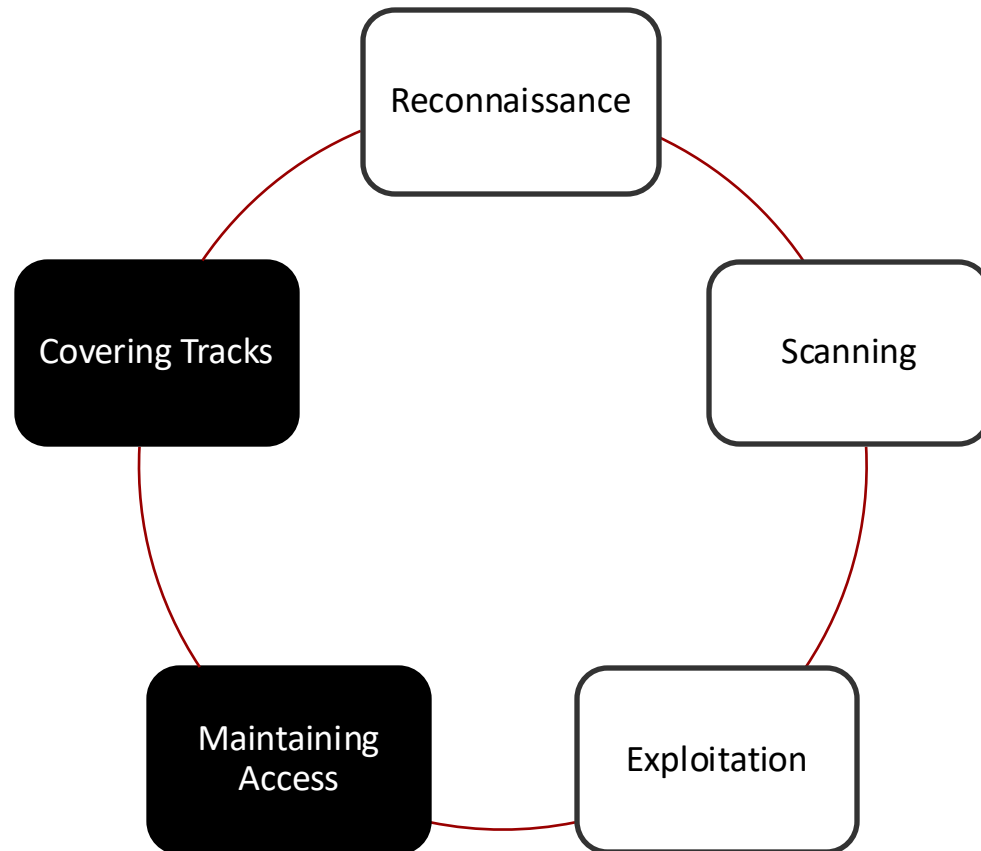 Reconnaissance
Scanning
Exploitation
Maintaining
Access
Covering Tracks